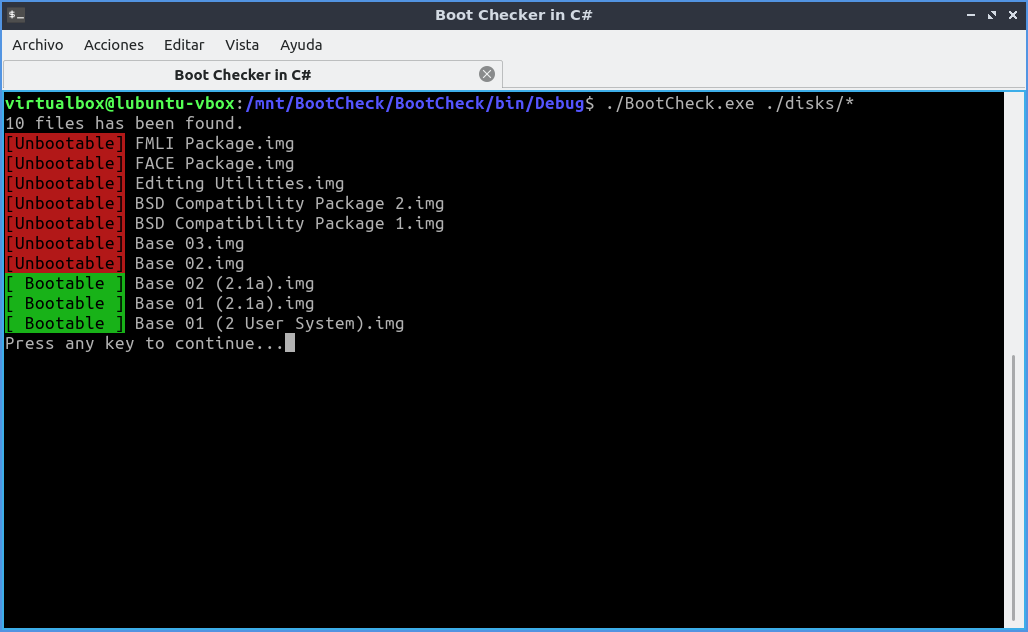 Boot Checker in C#
Archivo Acciones Editar Vista Ayuda
Boot Checker in C#
virtualbox@lubuntu-vbox:/mnt/BootCheck/BootCheck/bin/Debug$ ./BootCheck.exe ./disks/*
10 files has been found.
[Unbootable] FMLI Package.img
[Unbootable] FACE Package.img
[Unbootable] Editing Utilities.img
[Unbootable] BSD Compatibility Package 2.img
[Unbootable] BSD Compatibility Package 1.img
[Unbootable] Base 03.img
[Unbootable] Base 02.img
[ Bootable ] Base 02 (2.1a).img
[ Bootable ] Base 01 (2.1a).img
[ Bootable ] Base 01 (2 User System).img
Press any key to continue...